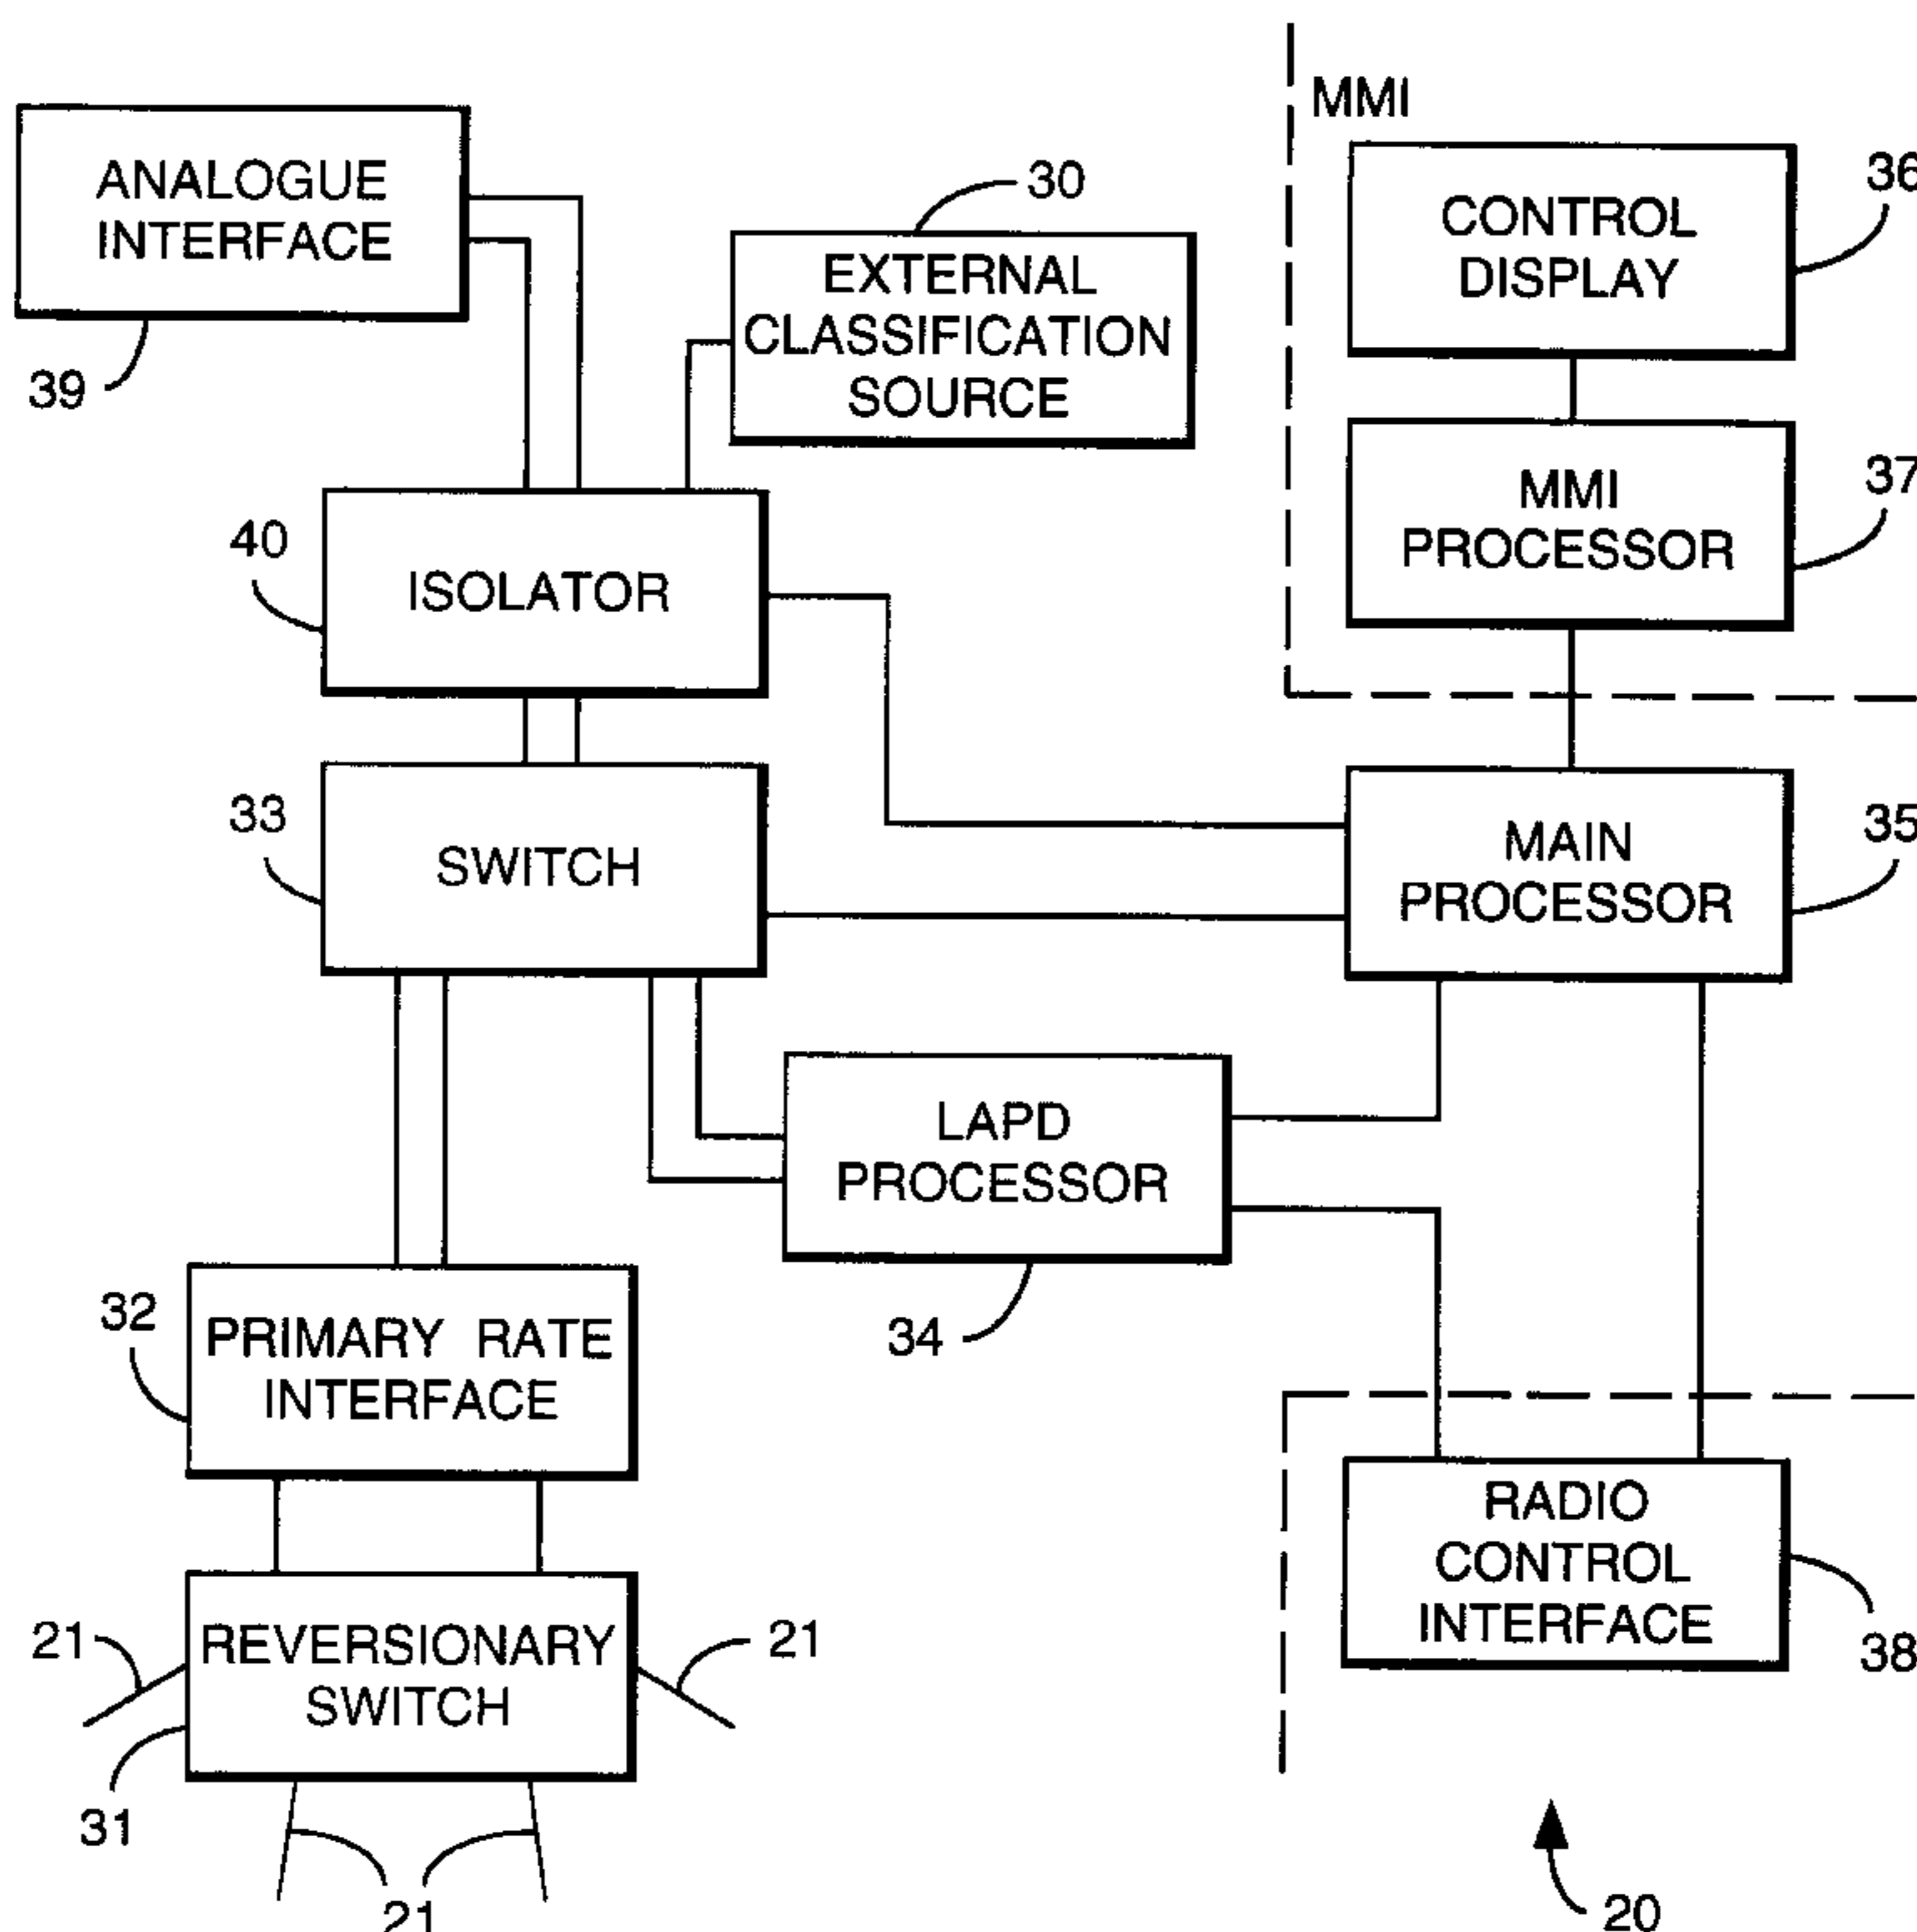 MMI
ANALOGUE
INTERFACE
39
30
EXTERNAL
CLASSIFICATION
SOURCE
CONTROL
DISPLAY
36
MMI
PROCESSOR
37
40
ISOLATOR
33
SWITCH
MAIN
PROCESSOR
35
LAPD
PROCESSOR
34
32
PRIMARY RATE
INTERFACE
RADIO
CONTROL
INTERFACE
38
21
REVERSIONARY
SWITCH
21
31
21
20